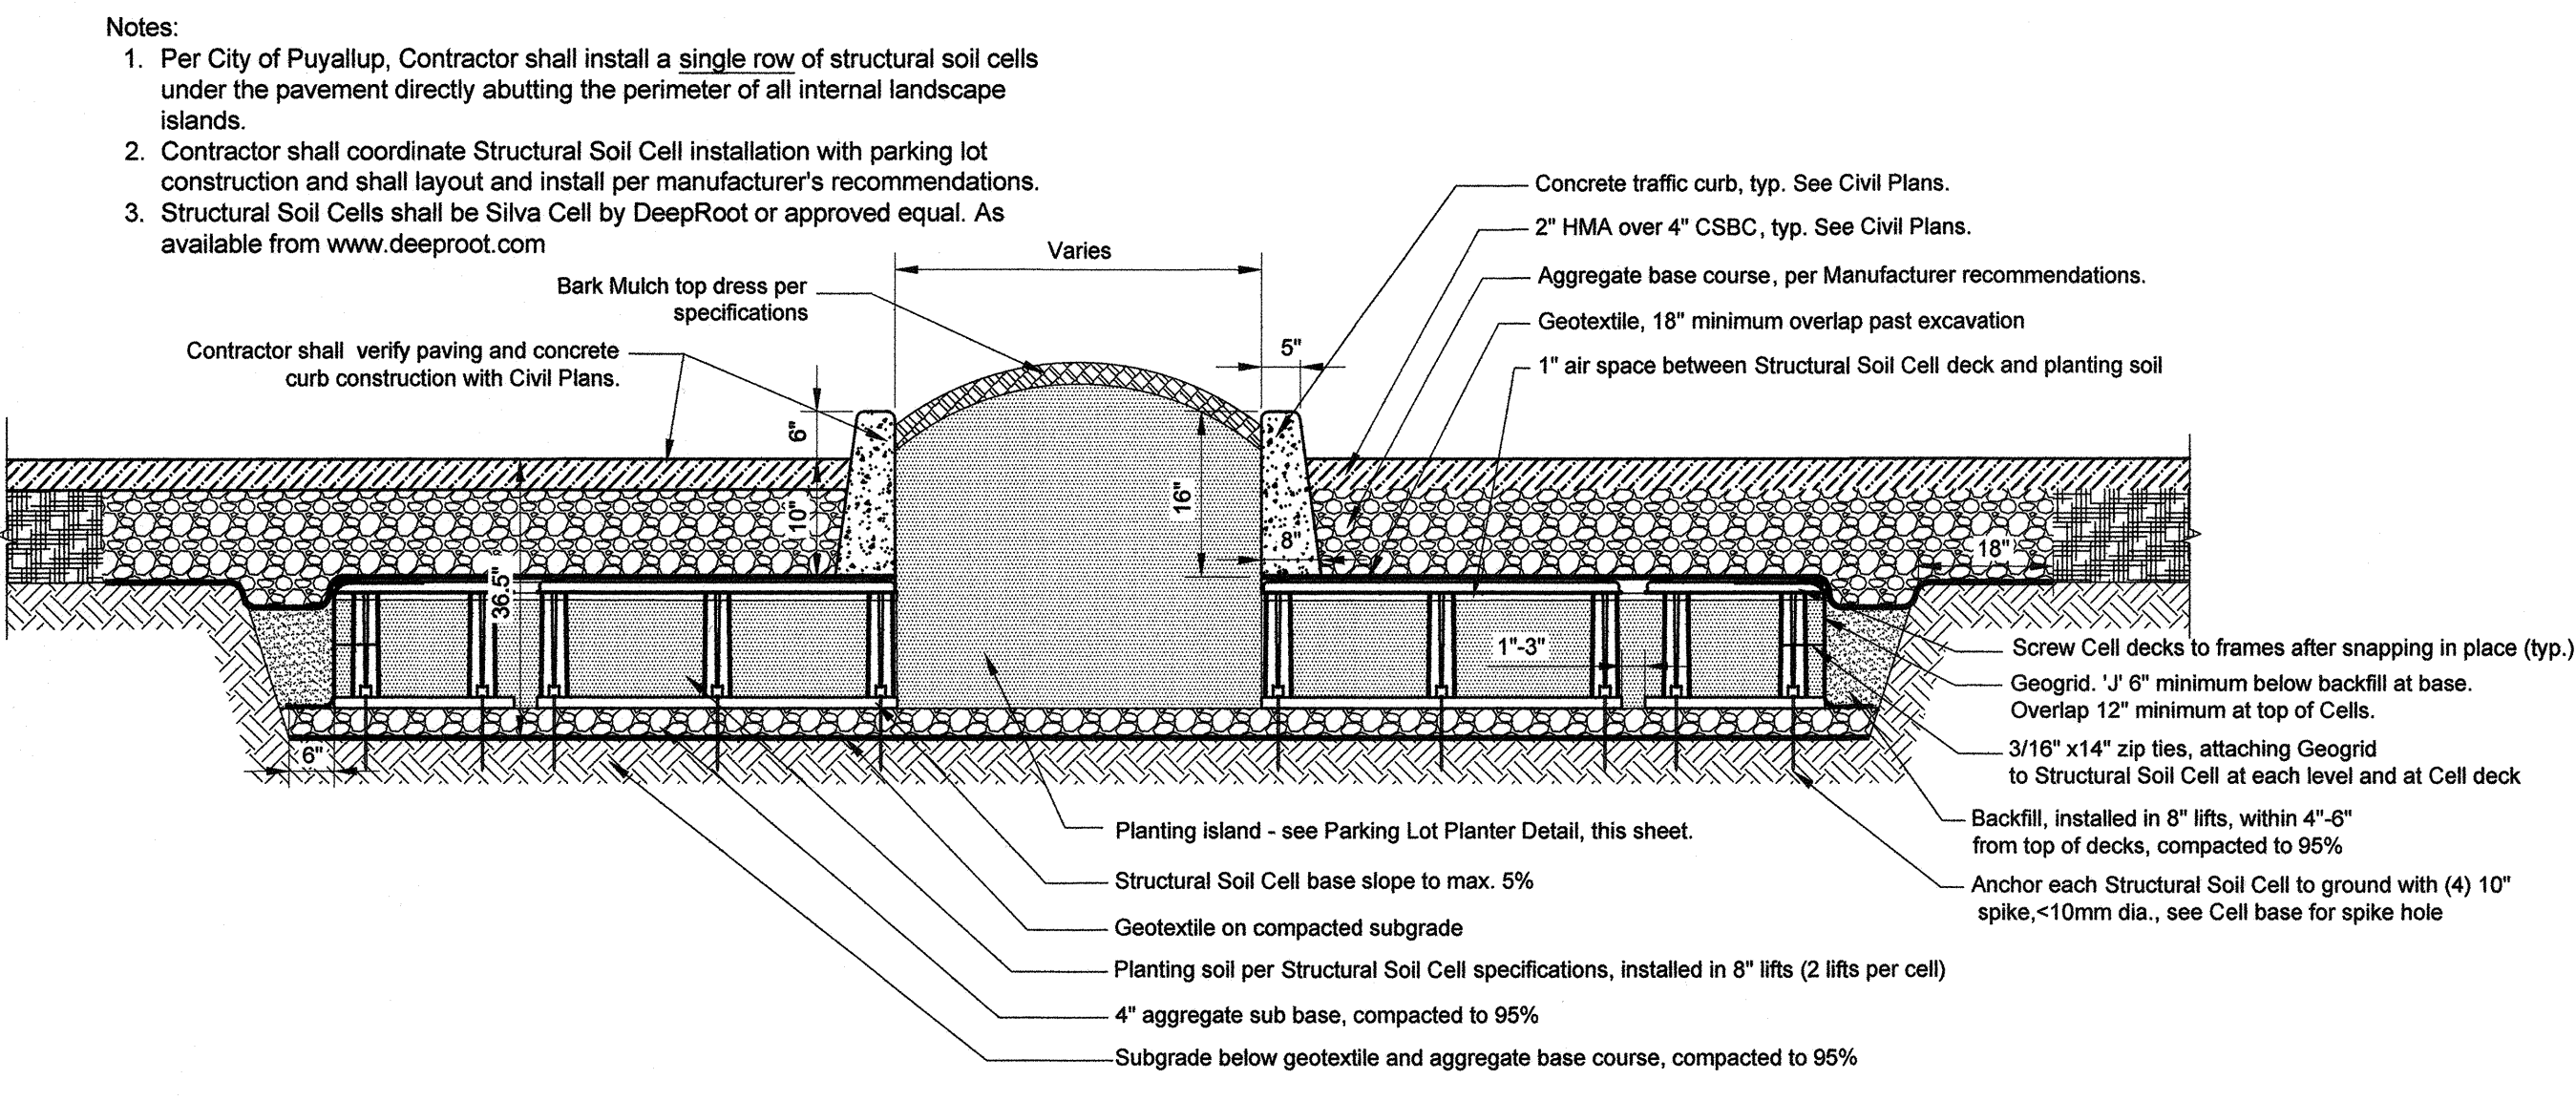 Notes:
1. Per City of Puyallup, Contractor shall install a single row of structural soil cells
under the pavement directly abutting the perimeter of all internal landscape
islands.
2. Contractor shall coordinate Structural Soil Cell installation with parking lot
construction and shall layout and install per manufacturer's recommendations.
3. Structural Soil Cells shall be Silva Cell by DeepRoot or approved equal. As
available from www.deeproot.com
Varies
Bark Mulch top dress per
specifications
Contractor shall verify paving and concrete
curb construction with Civil Plans.
Concrete traffic curb, typ. See Civil Plans.
2" HMA over 4" CSBC, typ. See Civil Plans.
Aggregate base course, per Manufacturer recommendations.
Geotextile, 18" minimum overlap past excavation
1" air space between Structural Soil Cell deck and planting soil
5"
6"
10"
16"
8"
18"
36.5"
1"-3"
6"
Screw Cell decks to frames after snapping in place (typ.)
Geogrid. 'J' 6" minimum below backfill at base.
Overlap 12" minimum at top of Cells.
3/16" x14" zip ties, attaching Geogrid
to Structural Soil Cell at each level and at Cell deck
Backfill, installed in 8" lifts, within 4"-6"
from top of decks, compacted to 95%
Anchor each Structural Soil Cell to ground with (4) 10"
spike,<10mm dia., see Cell base for spike hole
Planting island - see Parking Lot Planter Detail, this sheet.
Structural Soil Cell base slope to max. 5%
Geotextile on compacted subgrade
Planting soil per Structural Soil Cell specifications, installed in 8" lifts (2 lifts per cell)
4" aggregate sub base, compacted to 95%
Subgrade below geotextile and aggregate base course, compacted to 95%